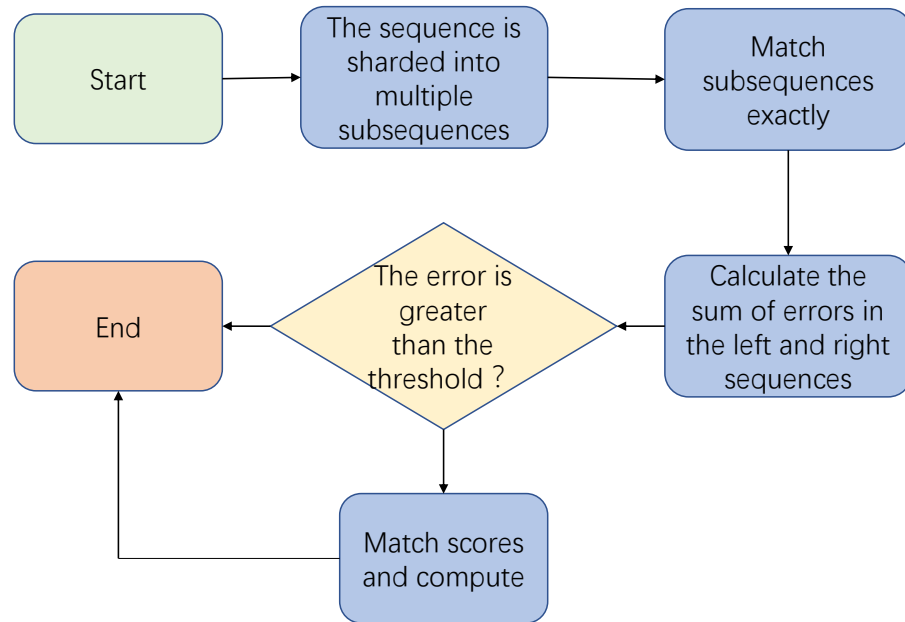 Start
The sequence is
sharded into
multiple
subsequences
Match
subsequences
exactly
Calculate the
sum of errors in
the left and right
sequences
The error is
greater
than the
threshold？
End
Match scores
and compute